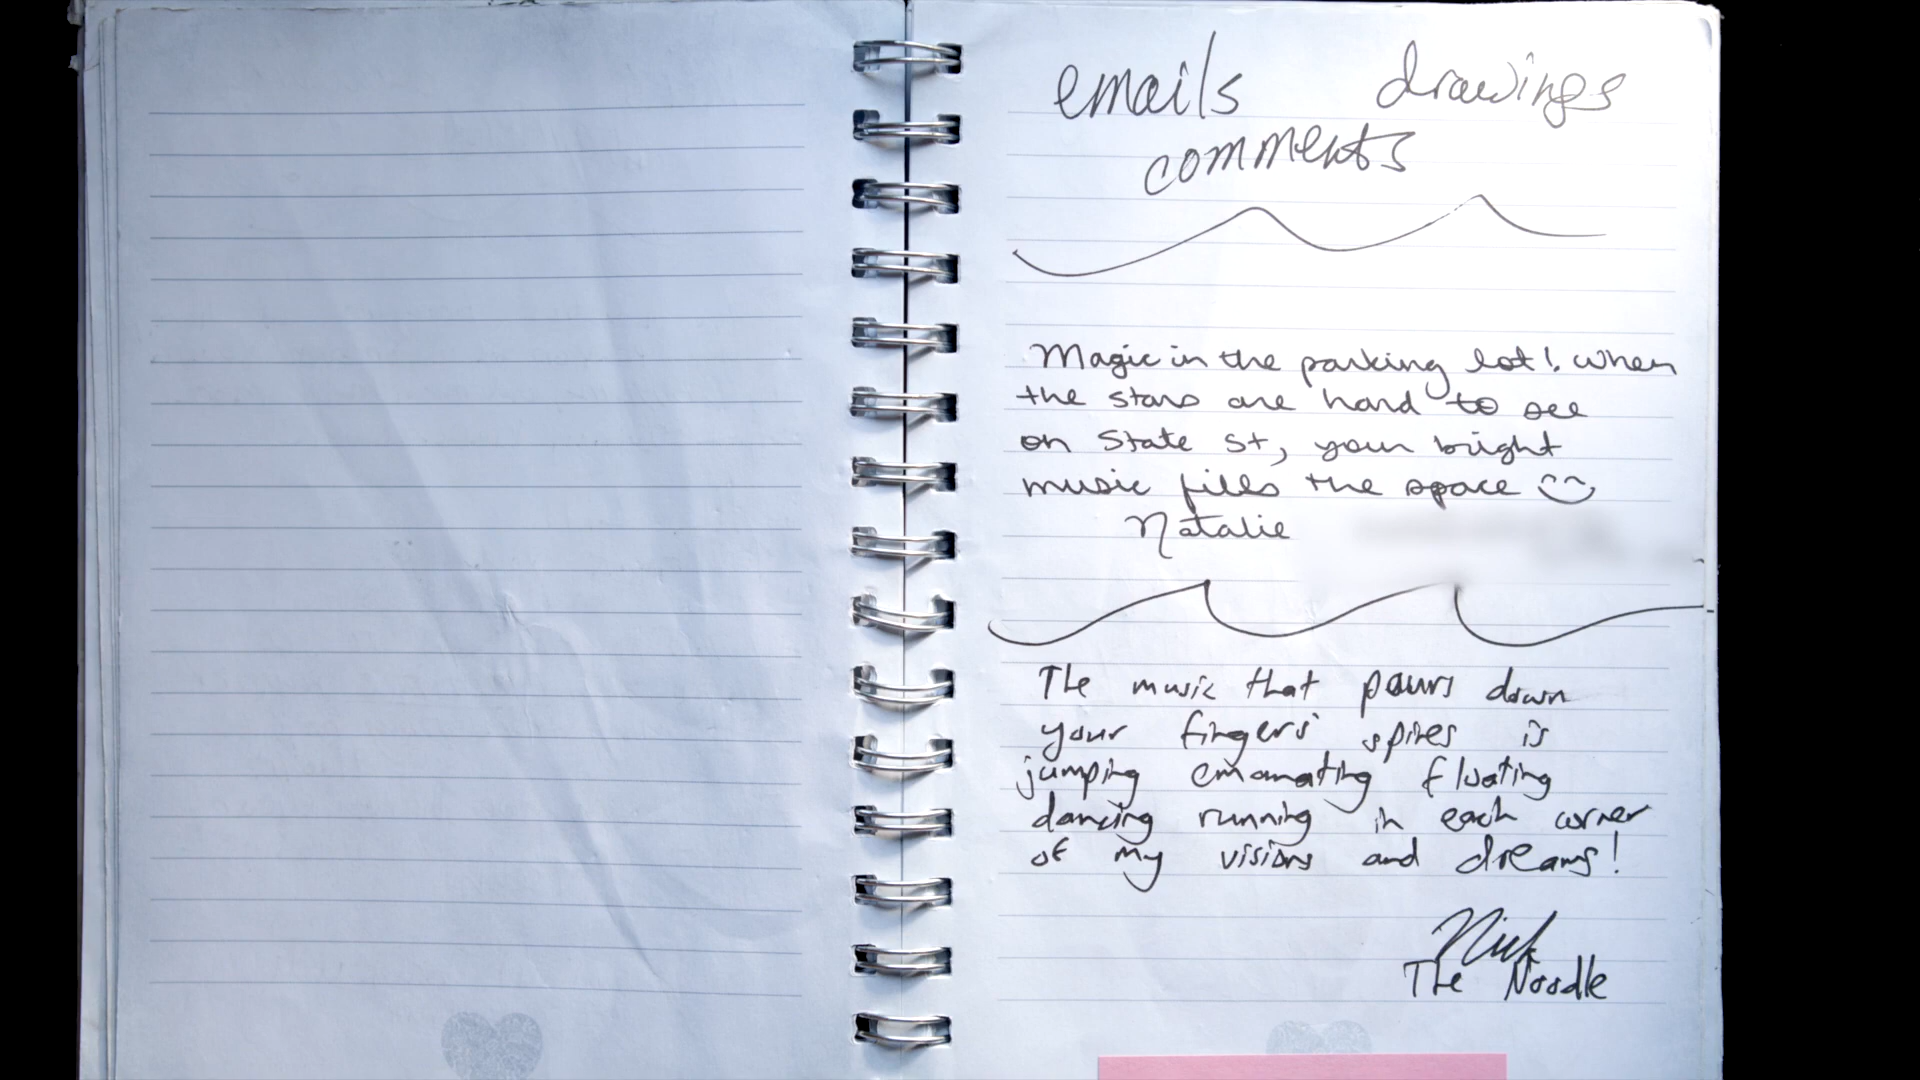 emails drawings
comments
Magic in the parking lot! When
the stars are hard to see
on State St, your bright
music fills the space
Natalie
The music that pours down
your fingers' spires is
jumping emanating floating
dancing running in each corner
of my visions and dreams!
Nick
The Noodle